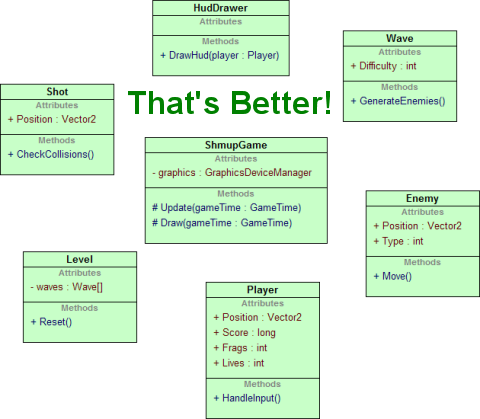 HudDrawer
Attributes
Methods
+ DrawHud(player : Player)
Wave
Attributes
+ Difficulty : int
Methods
+ GenerateEnemies()
Shot
Attributes
+ Position : Vector2
Methods
+ CheckCollisions()
That's Better!
ShmupGame
Attributes
- graphics : GraphicsDeviceManager
Methods
# Update(gameTime : GameTime)
# Draw(gameTime : GameTime)
Enemy
Attributes
+ Position : Vector2
+ Type : int
Methods
+ Move()
Level
Attributes
- waves : Wave[]
Methods
+ Reset()
Player
Attributes
+ Position : Vector2
+ Score : long
+ Frags : int
+ Lives : int
Methods
+ HandleInput()